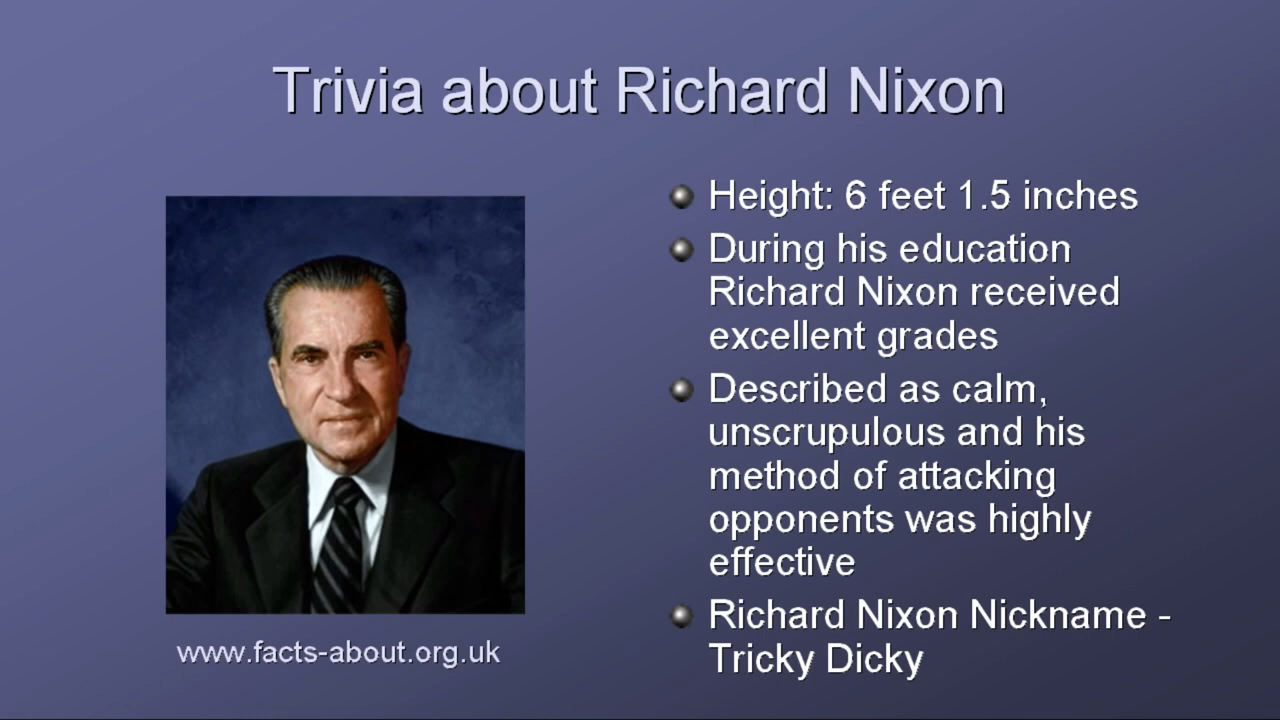 Trivia about Richard Nixon
Height: 6 feet 1.5 inches
During his education
Richard Nixon received
excellent grades
Described as calm,
unscrupulous and his
method of attacking
opponents was highly
effective
Richard Nixon Nickname -
Tricky Dicky
www.facts-about.org.uk